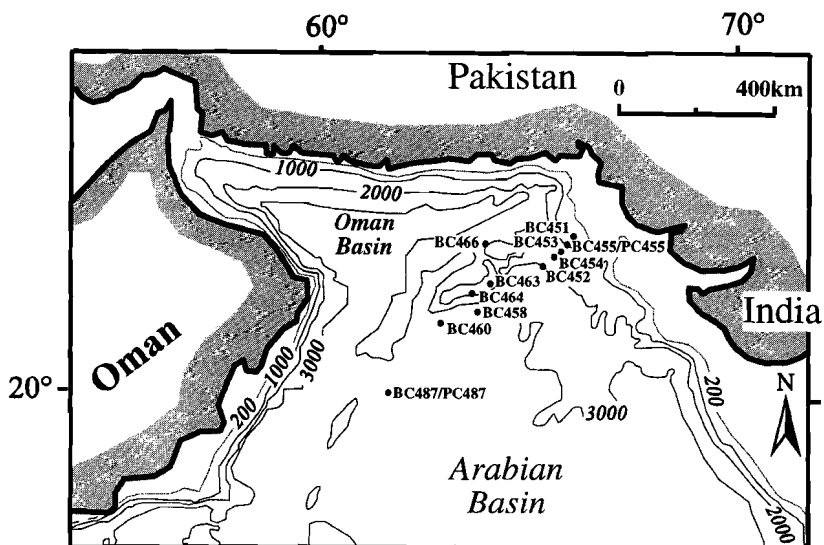 60°
70°
Pakistan
0 400km
1000
2000
Oman
Basin
BC451
BC466
BC453
BC455/PC455
BC454
BC452
BC463
BC464
BC458
BC460
India
Oman
200
1000
3000
20°
BC487/PC487
3000
200
N
Arabian
Basin
2000